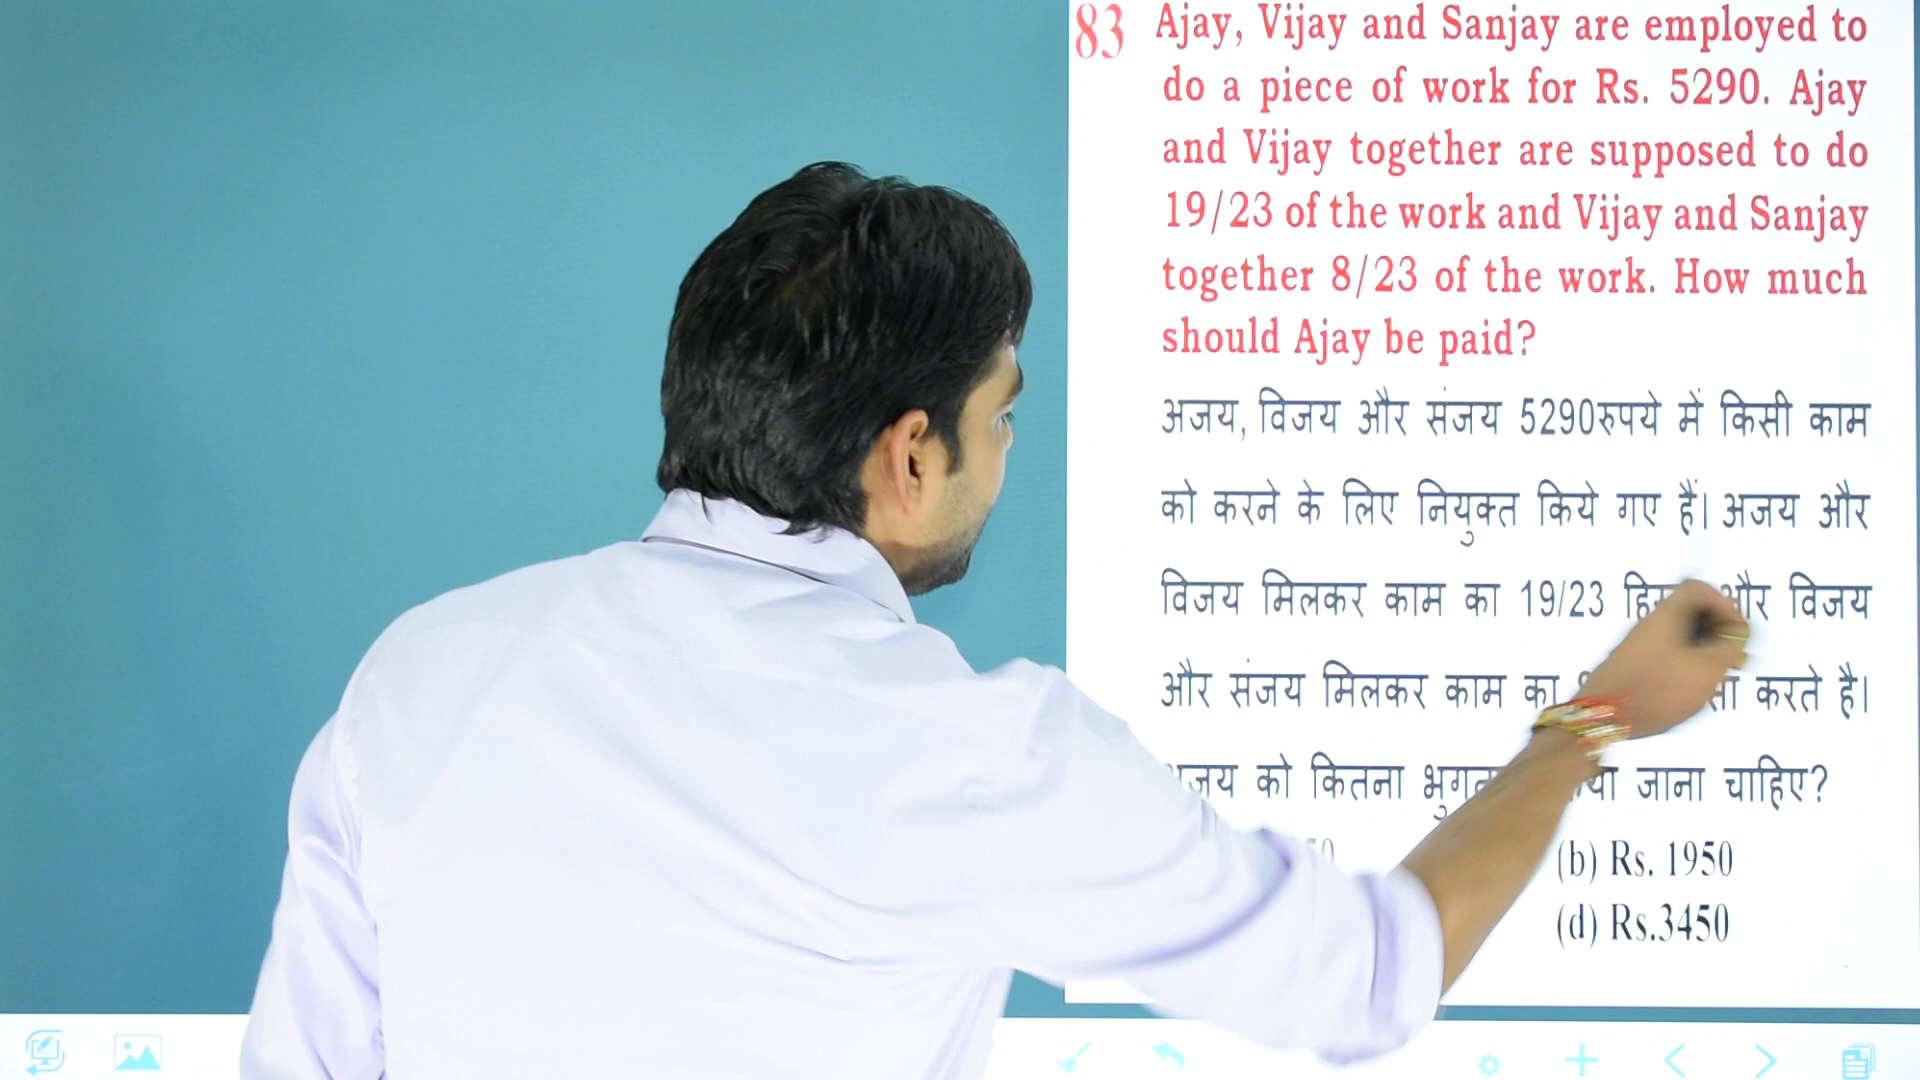 83 Ajay, Vijay and Sanjay are employed to
do a piece of work for Rs. 5290. Ajay
and Vijay together are supposed to do
19/23 of the work and Vijay and Sanjay
together 8/23 of the work. How much
should Ajay be paid?
अजय, विजय और संजय 5290रुपये में किसी काम
को करने के लिए नियुक्त किये गए हैं। अजय और
विजय मिलकर काम का 19/23 और विजय
और संजय मिलकर काम का करते है।
को कितना जाना चाहिए?
(b) Rs. 1950
(d) Rs.3450